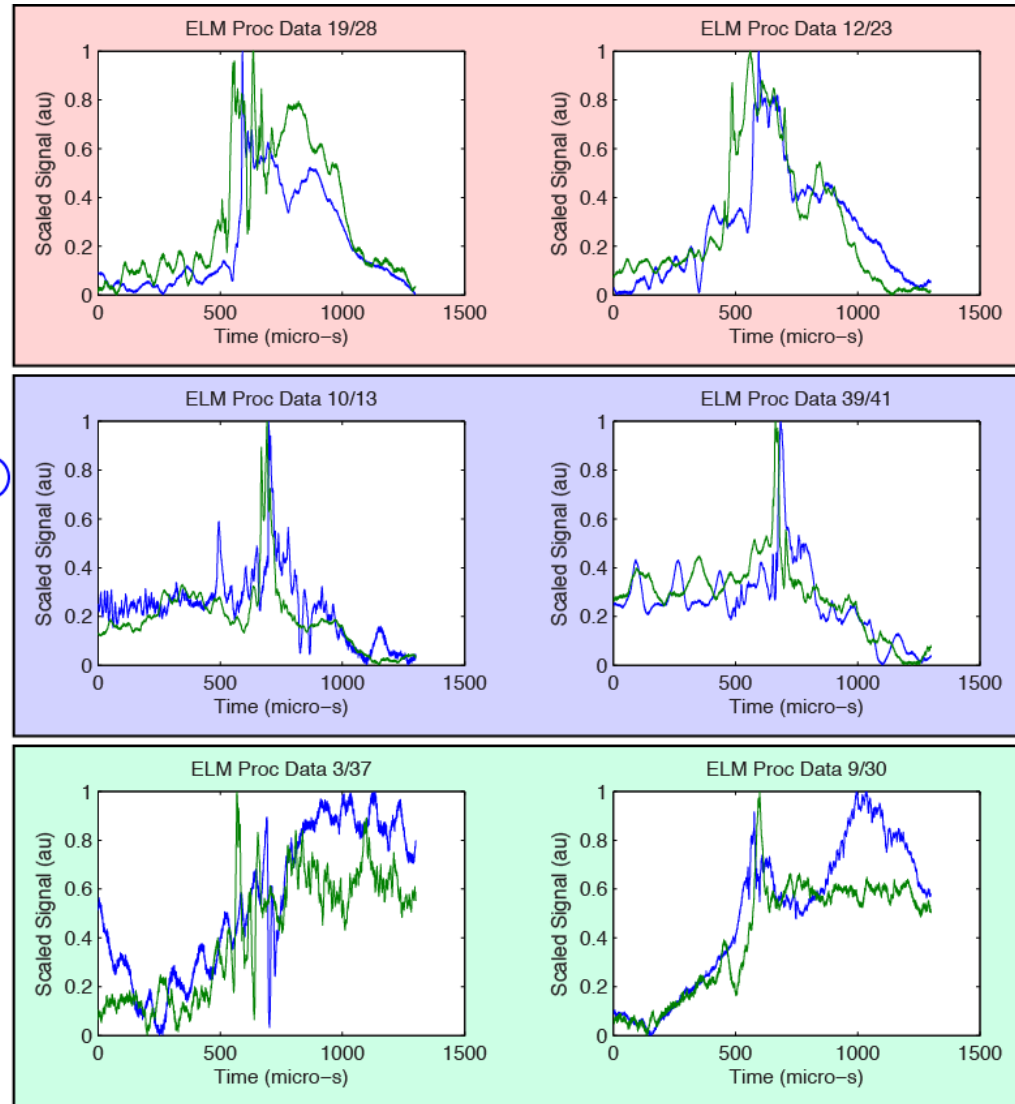 ELM Proc Data 19/28
Scaled Signal (au)
1
0.8
0.6
0.4
0.2
0
0 500 1000 1500
Time (micro−s)
ELM Proc Data 12/23
Scaled Signal (au)
1
0.8
0.6
0.4
0.2
0
0 500 1000 1500
Time (micro−s)
ELM Proc Data 10/13
Scaled Signal (au)
1
0.8
0.6
0.4
0.2
0
0 500 1000 1500
Time (micro−s)
ELM Proc Data 39/41
Scaled Signal (au)
1
0.8
0.6
0.4
0.2
0
0 500 1000 1500
Time (micro−s)
ELM Proc Data 3/37
Scaled Signal (au)
1
0.8
0.6
0.4
0.2
0
0 500 1000 1500
Time (micro−s)
ELM Proc Data 9/30
Scaled Signal (au)
1
0.8
0.6
0.4
0.2
0
0 500 1000 1500
Time (micro−s)